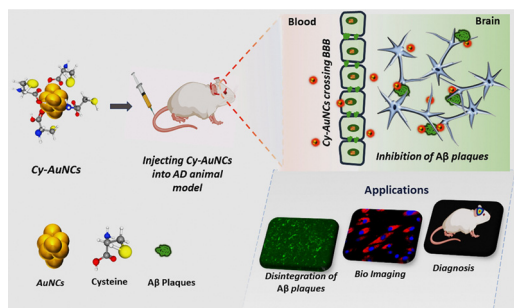 Blood
Brain
Cy-AuNCs crossing BBB
Inhibition of Aβ plaques
Cy-AuNCs
Injecting Cy-AuNCs
into AD animal
model
Applications
Disintegration of
Aβ plaques
Bio Imaging
Diagnosis
AuNCs
Cysteine
Aβ Plaques